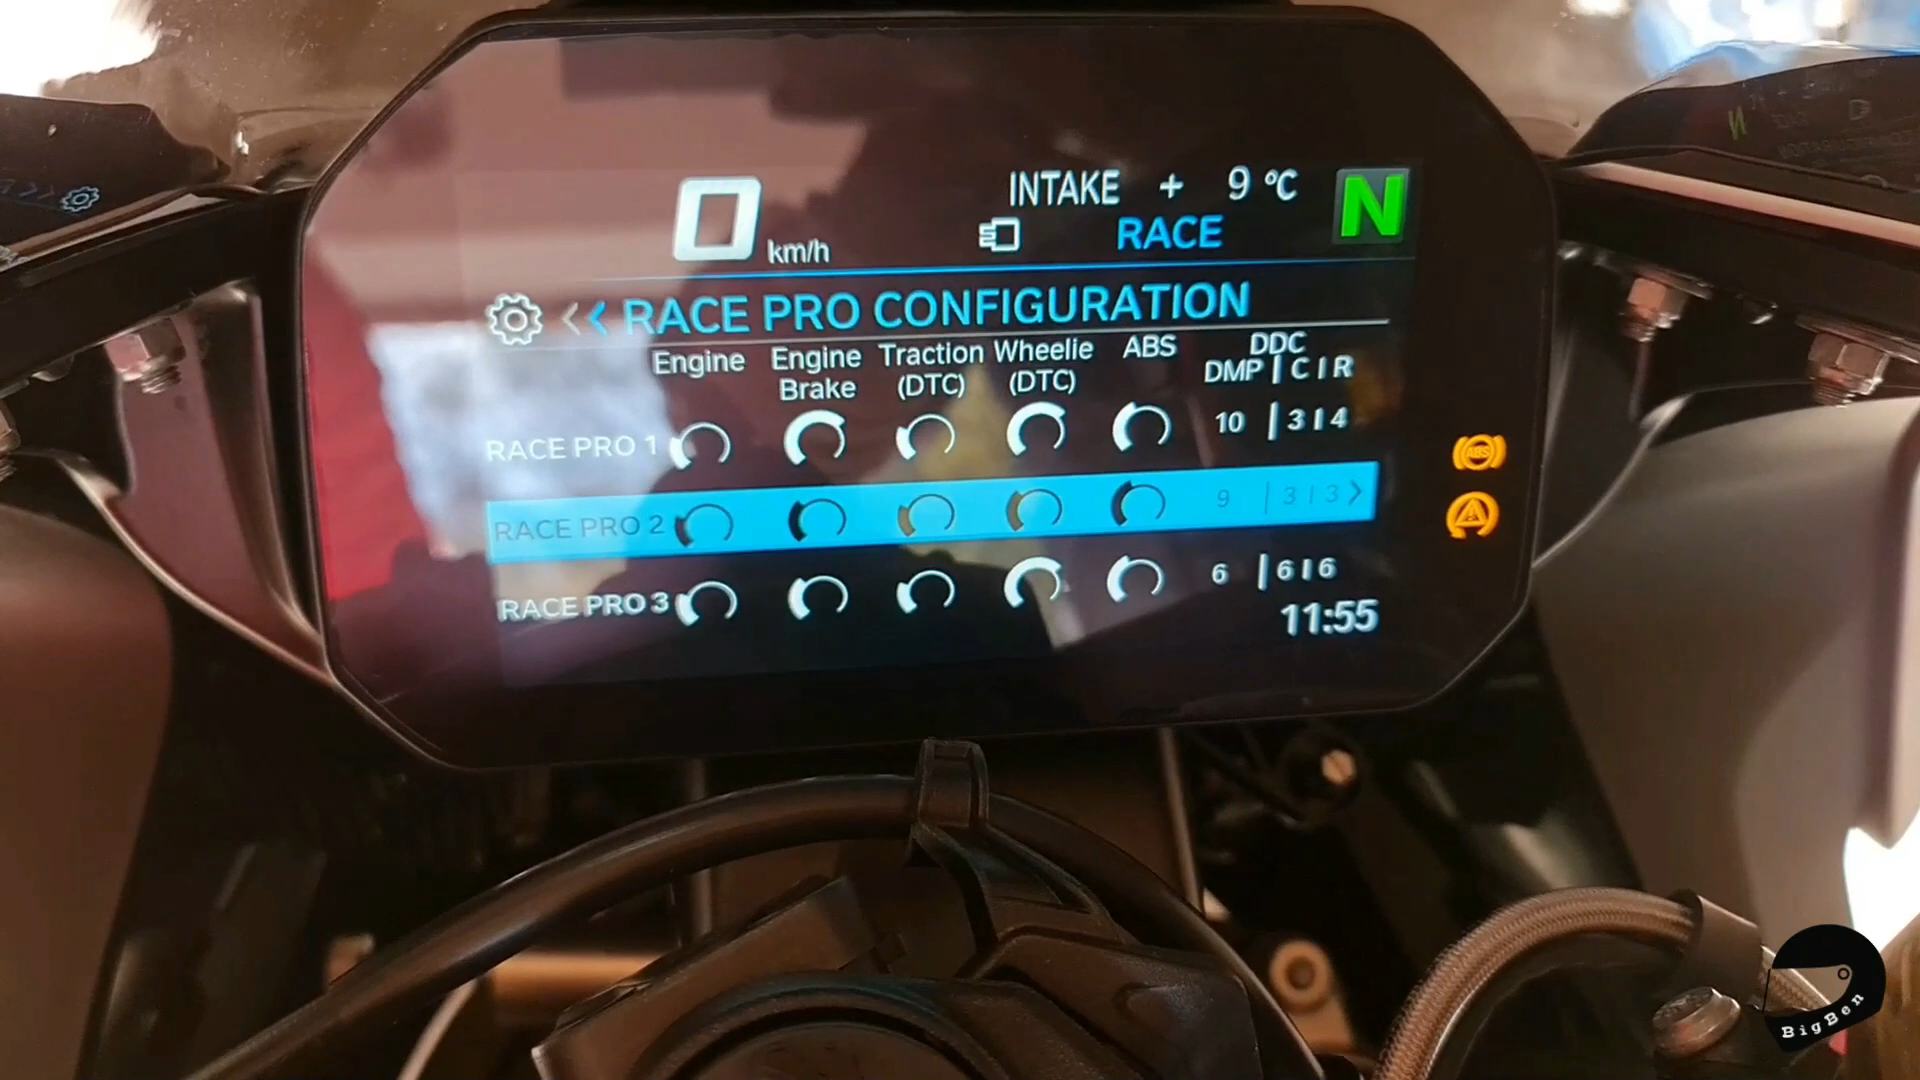 INTAKE + 9 °C
0 km/h
RACE
N
<< RACE PRO CONFIGURATION
Engine Engine Brake Traction (DTC) Wheelie (DTC) ABS DDC
DMP | C I R
RACE PRO 1 10 | 3 I 4
RACE PRO 2 9 | 3 I 3 >
RACE PRO 3 6 | 6 I 6
11:55
ABS
BigBen